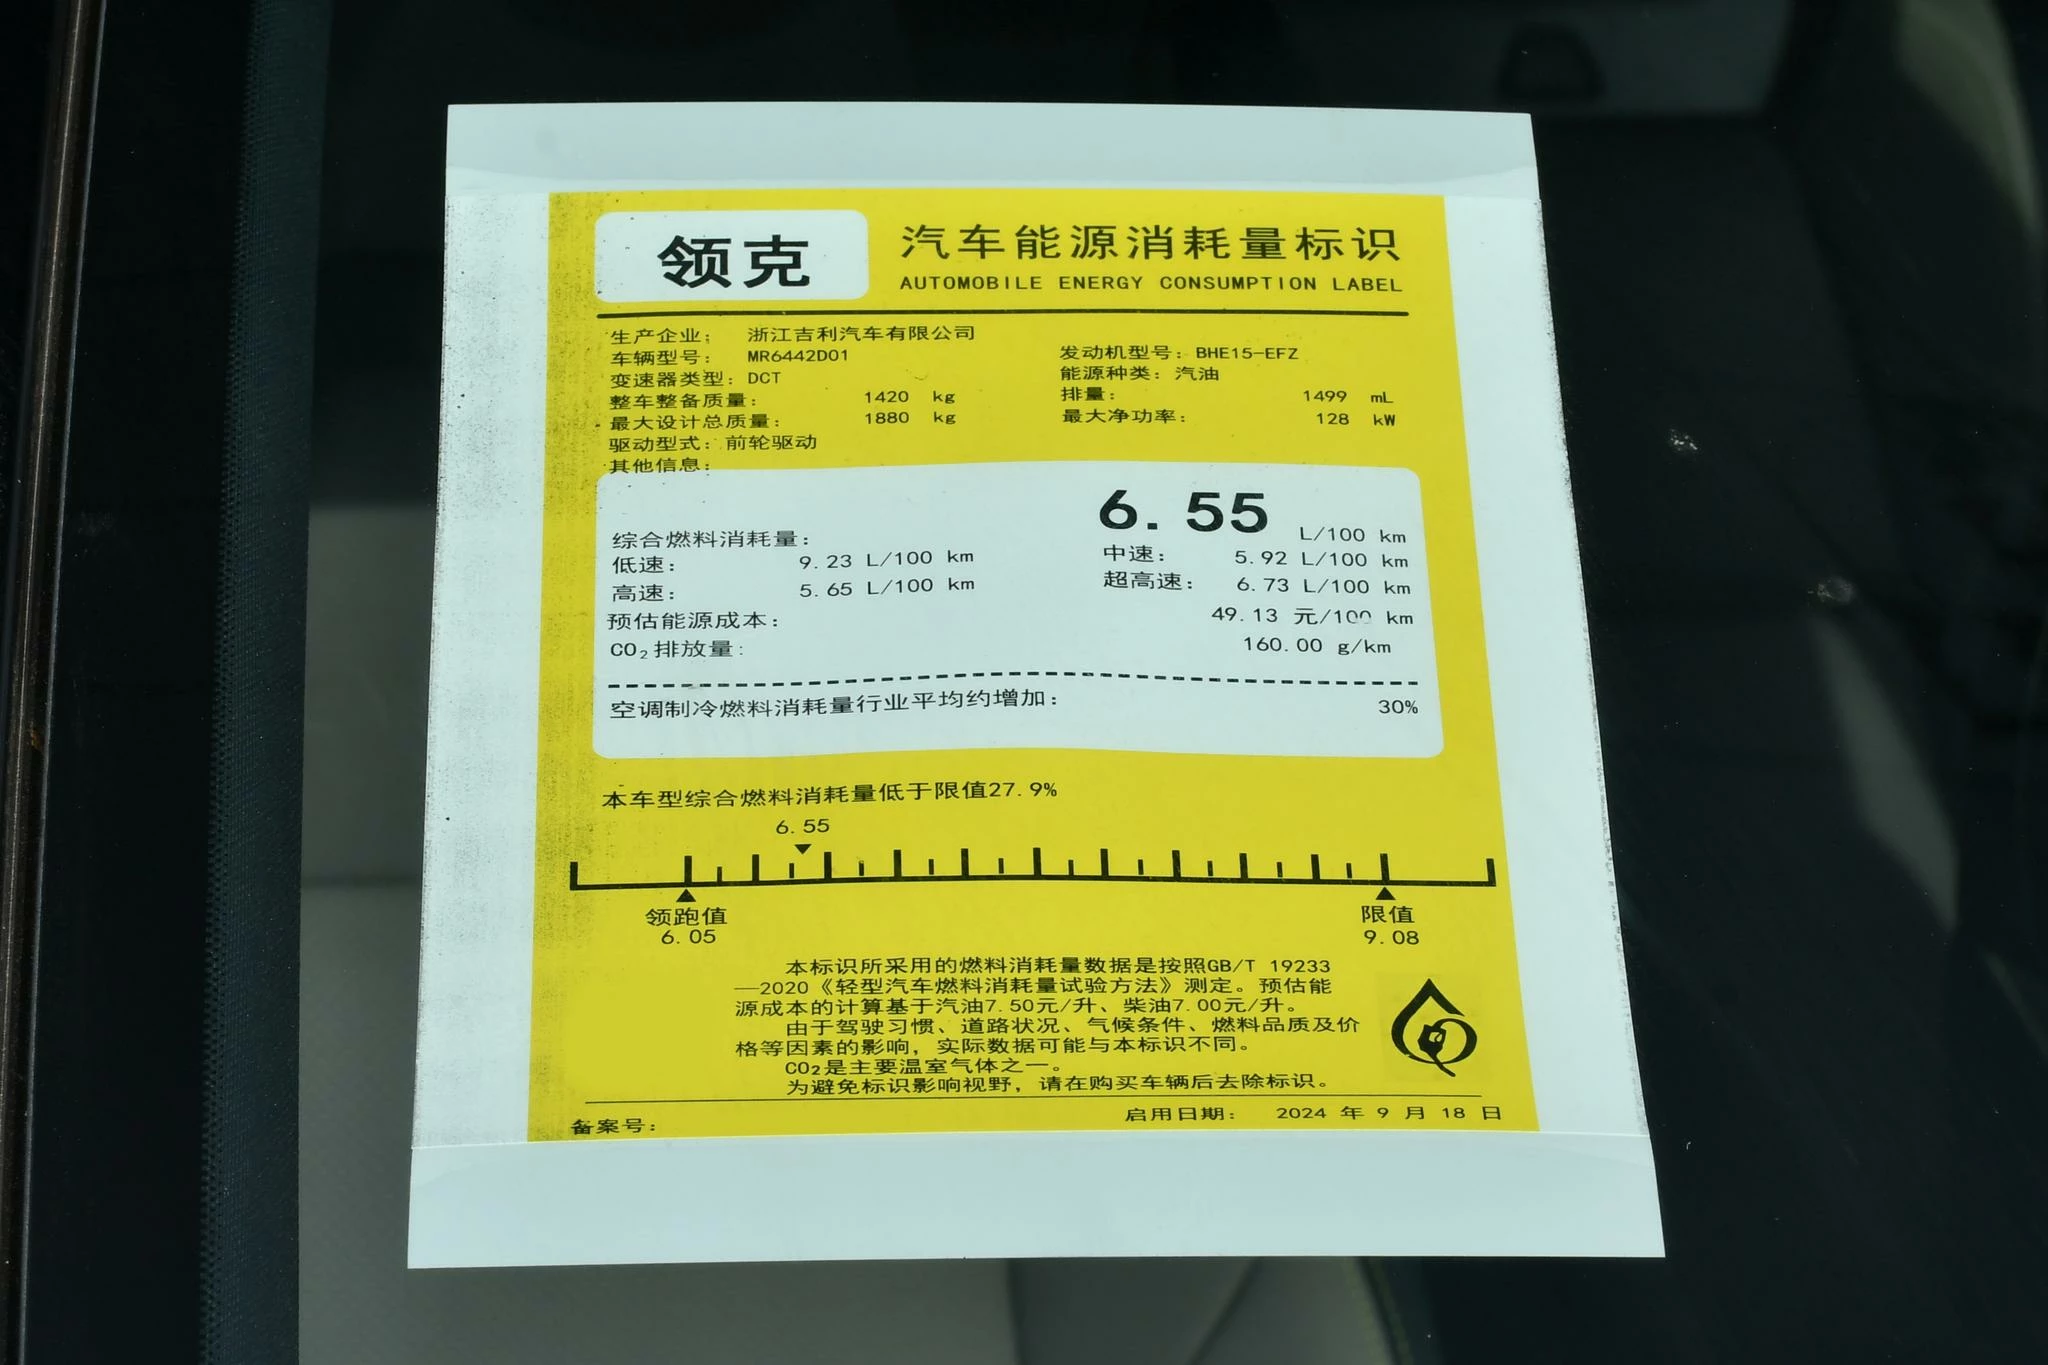 领克
汽车能源消耗量标识
AUTOMOBILE ENERGY CONSUMPTION LABEL
生产企业: 浙江吉利汽车有限公司
车辆型号: MR6442D01
发动机型号: BHE15-EFZ
变速器类型: DCT
能源种类: 汽油
整车整备质量: 1420 kg
排量: 1499 mL
最大设计总质量: 1880 kg
最大净功率: 128 kW
驱动型式: 前轮驱动
其他信息:
综合燃料消耗量: 6.55 L/100 km
低速: 9.23 L/100 km
中速: 5.92 L/100 km
高速: 5.65 L/100 km
超高速: 6.73 L/100 km
预估能源成本: 49.13 元/100 km
CO₂排放量: 160.00 g/km
空调制冷燃料消耗量行业平均约增加: 30%
本车型综合燃料消耗量低于限值27.9%
6.55
领跑值 限值
6.05 9.08
本标识所采用的燃料消耗量数据是按照GB/T 19233
—2020《轻型汽车燃料消耗量试验方法》测定。预估能
源成本的计算基于汽油7.50元/升、柴油7.00元/升。
由于驾驶习惯、道路状况、气候条件、燃料品质及价
格等因素的影响，实际数据可能与本标识不同。
CO₂是主要温室气体之一。
为避免标识影响视野，请在购买车辆后去除标识。
备案号: 启用日期: 2024 年 9 月 18 日